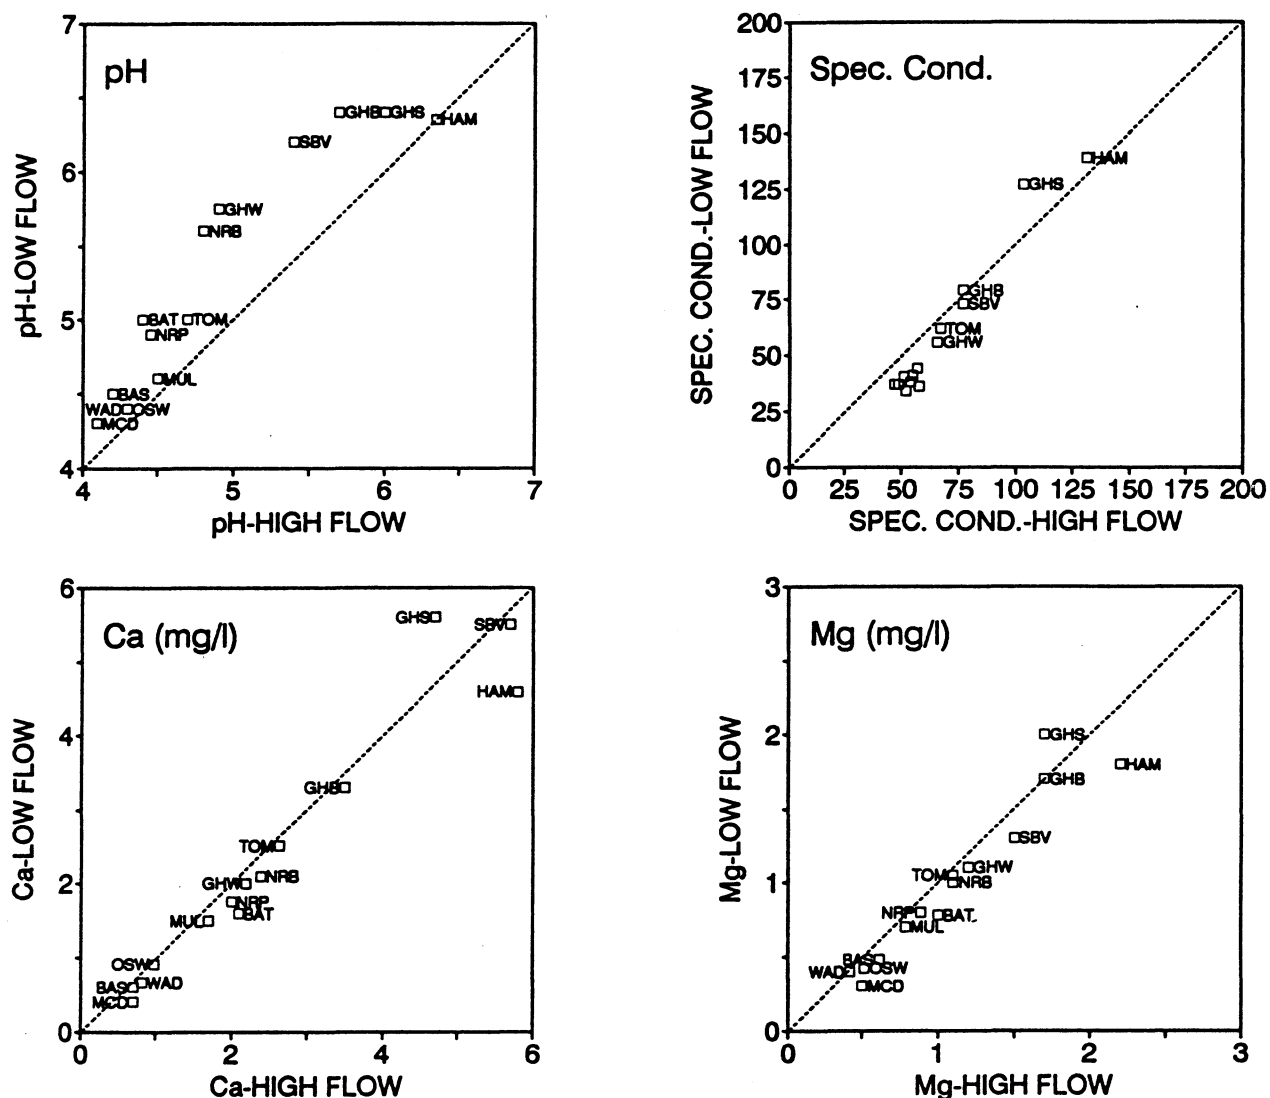 pH
7
6
5
4
pH-LOW FLOW
GHB GHS
HAM
SBV
GHW
NRB
BAT TOM
NRP
MUL
BAS
WAD OSW
MCD
4 5 6 7
pH-HIGH FLOW
Spec. Cond.
200
175
150
125
100
75
50
25
0
SPEC. COND.-LOW FLOW
HAM
GHS
GHB
SBV
TOM
GHW
0 25 50 75 100 125 150 175 200
SPEC. COND.-HIGH FLOW
Ca (mg/l)
6
4
2
0
Ca-LOW FLOW
GHS
SBV
HAM
GHB
TOM
NRB
GHW
NRP
BAT
MUL
OSW
WAD
BAS
MCD
0 2 4 6
Ca-HIGH FLOW
Mg (mg/l)
3
2
1
0
Mg-LOW FLOW
GHS
HAM
GHB
SBV
GHW
TOM
NRB
NRP BAT
MUL
BAS
WAD OSW
MCD
0 1 2 3
Mg-HIGH FLOW